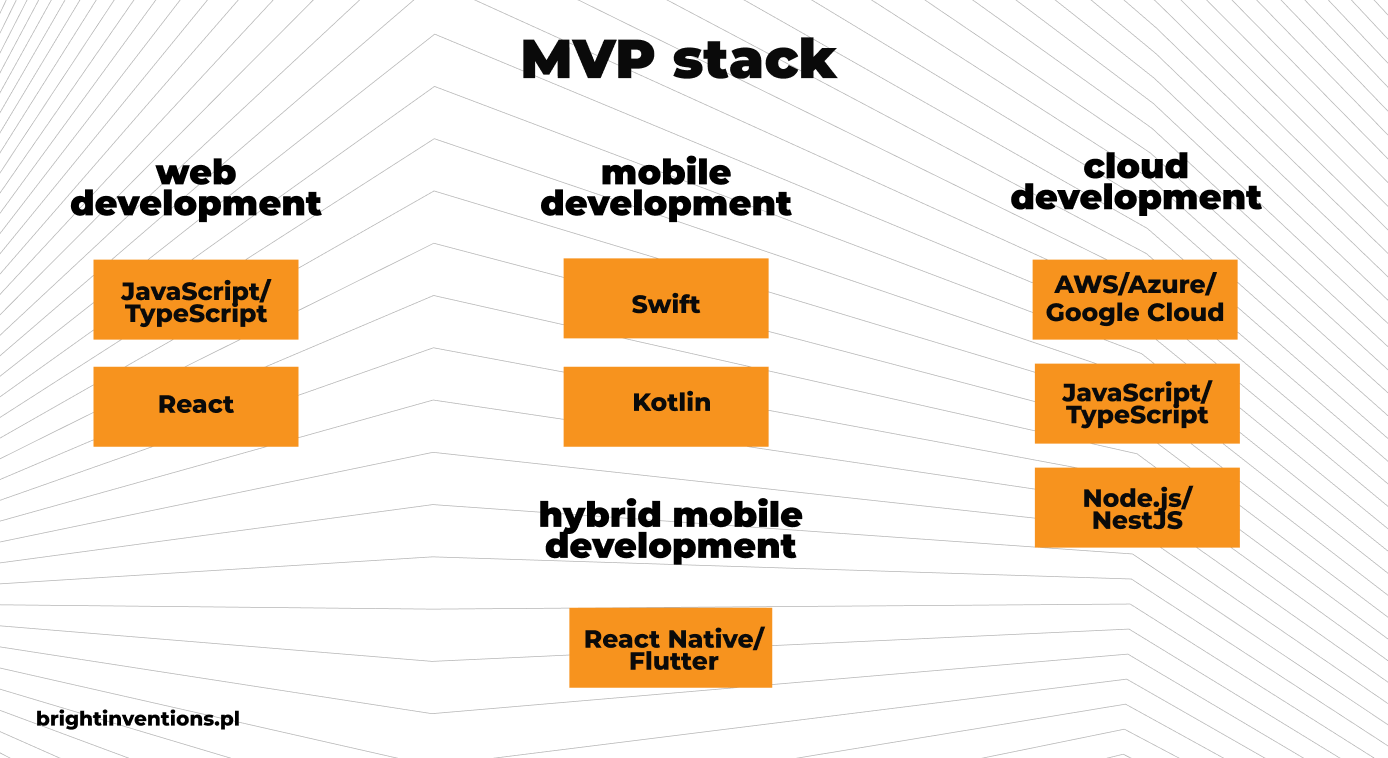 MVP stack
web
development
JavaScript/
TypeScript
React
mobile
development
Swift
Kotlin
hybrid mobile
development
React Native/
Flutter
cloud
development
AWS/Azure/
Google Cloud
JavaScript/
TypeScript
Node.js/
NestJS
brightinventions.pl